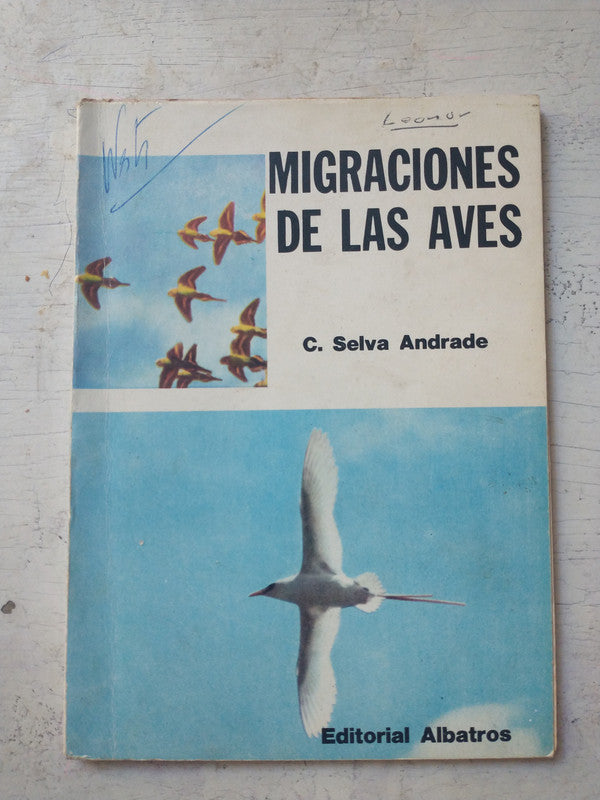 Leonor
MIGRACIONES
DE LAS AVES
C. Selva Andrade
Editorial Albatros